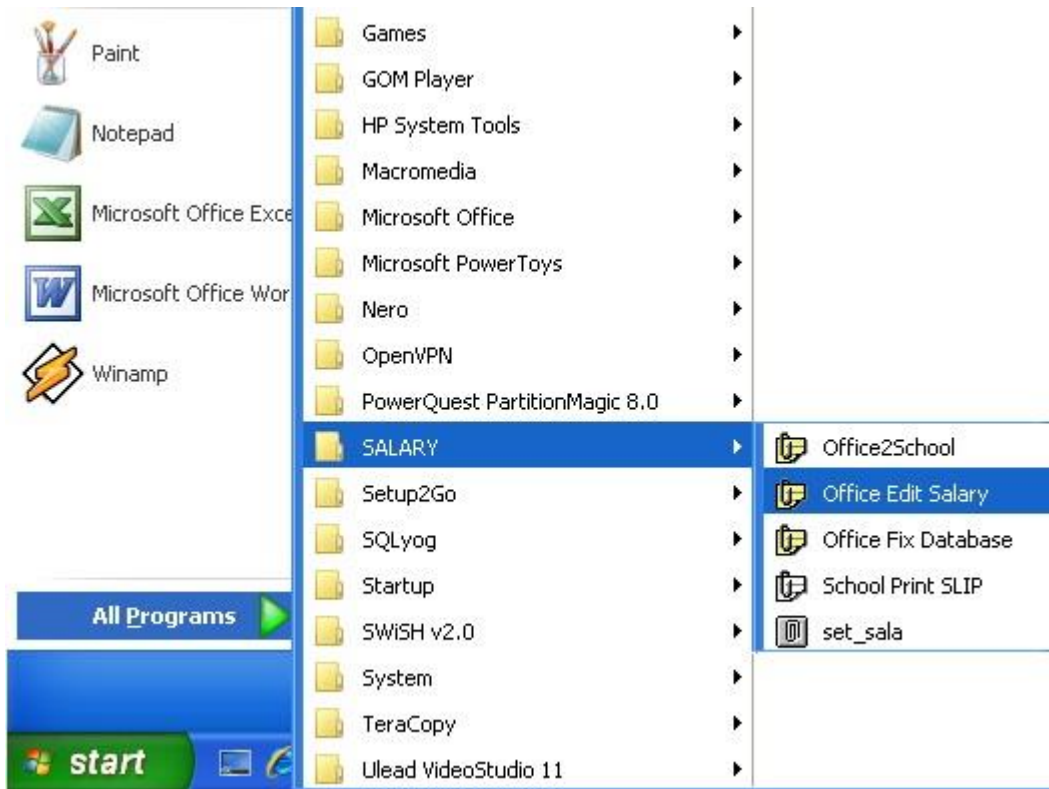 Paint
Notepad
Microsoft Office Exce
Microsoft Office Wor
Winamp
All Programs
start
Games
GOM Player
HP System Tools
Macromedia
Microsoft Office
Microsoft PowerToys
Nero
OpenVPN
PowerQuest PartitionMagic 8.0
SALARY
Setup2Go
SQLyog
Startup
SWiSH v2.0
System
TeraCopy
Ulead VideoStudio 11
Office2School
Office Edit Salary
Office Fix Database
School Print SLIP
set_sala